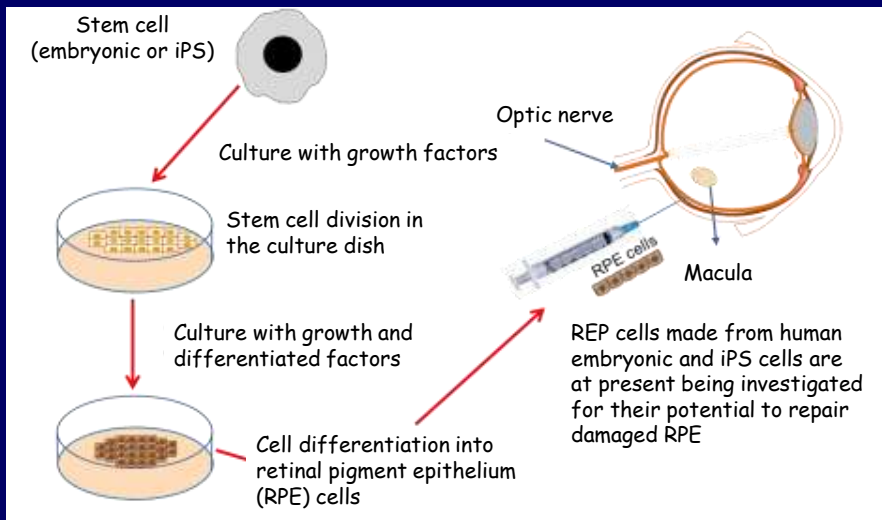 Stem cell
(embryonic or iPS)
Culture with growth factors
Stem cell division in
the culture dish
Culture with growth and
differentiated factors
Cell differentiation into
retinal pigment epithelium
(RPE) cells
Optic nerve
RPE cells
Macula
REP cells made from human
embryonic and iPS cells are
at present being investigated
for their potential to repair
damaged RPE